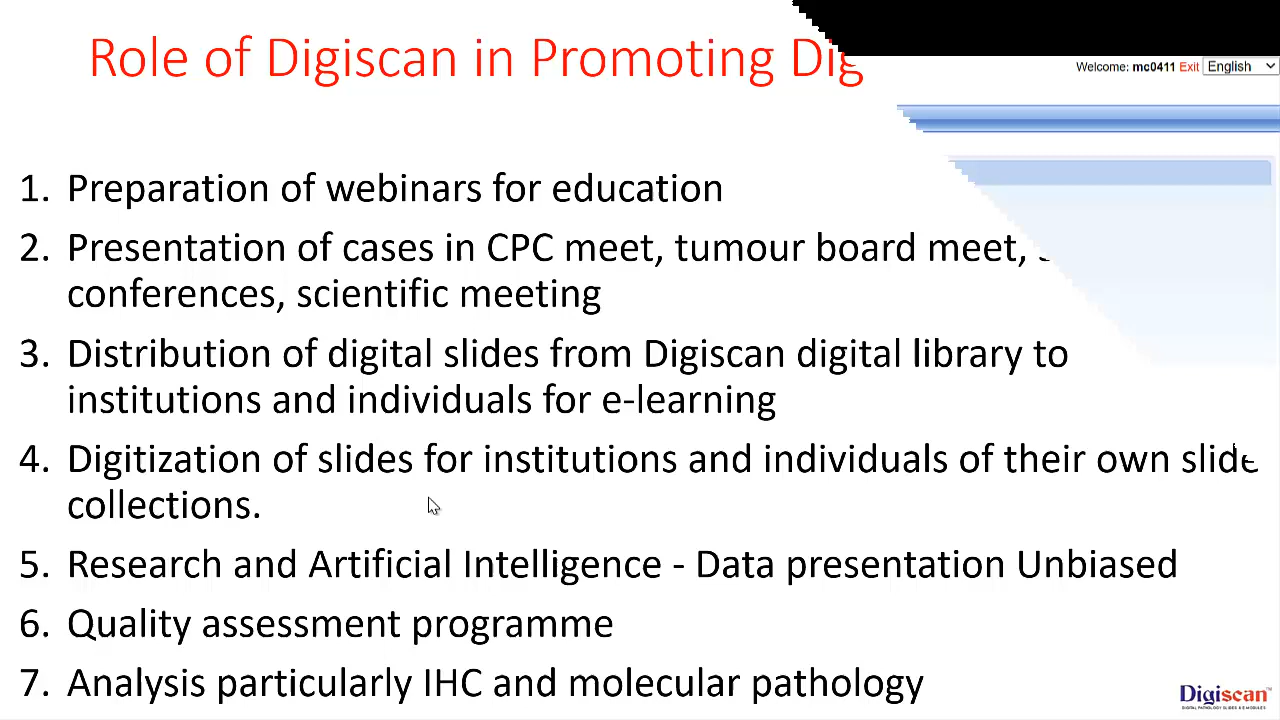 Role of Digiscan in Promoting
Welcome: mc0411 Exit English
1. Preparation of webinars for education
2. Presentation of cases in CPC meet, tumour board meet,
conferences, scientific meeting
3. Distribution of digital slides from Digiscan digital library to
institutions and individuals for e-learning
4. Digitization of slides for institutions and individuals of their own slide
collections.
5. Research and Artificial Intelligence - Data presentation Unbiased
6. Quality assessment programme
7. Analysis particularly IHC and molecular pathology
Digiscan
DIGITAL PATHOLOGY SLIDES & E MODULES